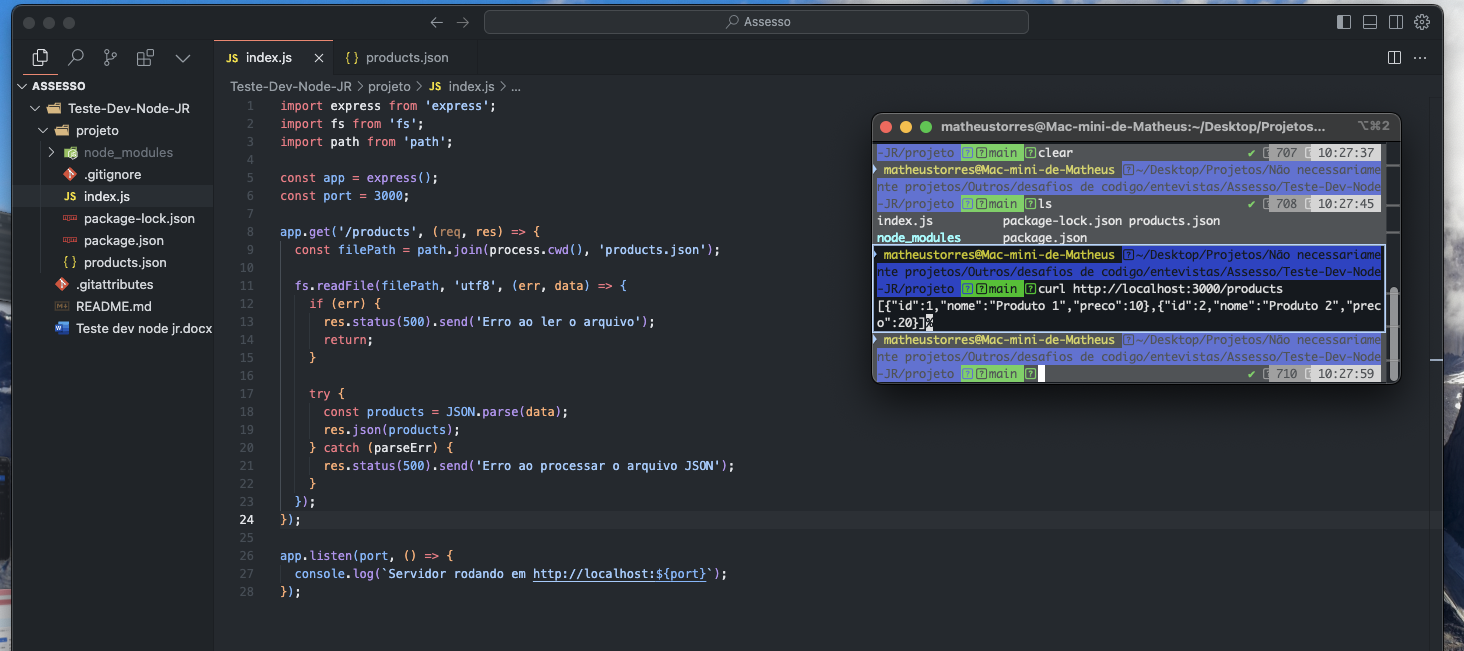 Assesso
index.js
products.json
ASSESSO
Teste-Dev-Node-JR
projeto
node_modules
.gitignore
JS index.js
package-lock.json
package.json
{ } products.json
.gitattributes
README.md
Teste dev node jr.docx
Teste-Dev-Node-JR > projeto > JS index.js > ...
1 import express from 'express';
2 import fs from 'fs';
3 import path from 'path';
4
5 const app = express();
6 const port = 3000;
7
8 app.get('/products', (req, res) => {
9 const filePath = path.join(process.cwd(), 'products.json');
10
11 fs.readFile(filePath, 'utf8', (err, data) => {
12 if (err) {
13 res.status(500).send('Erro ao ler o arquivo');
14 return;
15 }
16
17 try {
18 const products = JSON.parse(data);
19 res.json(products);
20 } catch (parseErr) {
21 res.status(500).send('Erro ao processar o arquivo JSON');
22 }
23 });
24 });
25
26 app.listen(port, () => {
27 console.log(`Servidor rodando em http://localhost:${port}`);
28 });
matheustorres@Mac-mini-de-Matheus:~/Desktop/Projetos... ⌥⌘2
-JR/projeto main clear ✔ 707 10:27:37
matheustorres@Mac-mini-de-Matheus ~/Desktop/Projetos/Não necessariame
nte projetos/Outros/desafios de codigo/entevistas/Assesso/Teste-Dev-Node
-JR/projeto main ls ✔ 708 10:27:45
index.js package-lock.json products.json
node_modules package.json
matheustorres@Mac-mini-de-Matheus ~/Desktop/Projetos/Não necessariame
nte projetos/Outros/desafios de codigo/entevistas/Assesso/Teste-Dev-Node
-JR/projeto main curl http://localhost:3000/products
[{"id":1,"nome":"Produto 1","preco":10},{"id":2,"nome":"Produto 2","prec
o":20}]%
matheustorres@Mac-mini-de-Matheus ~/Desktop/Projetos/Não necessariame
nte projetos/Outros/desafios de codigo/entevistas/Assesso/Teste-Dev-Node
-JR/projeto main ✔ 710 10:27:59